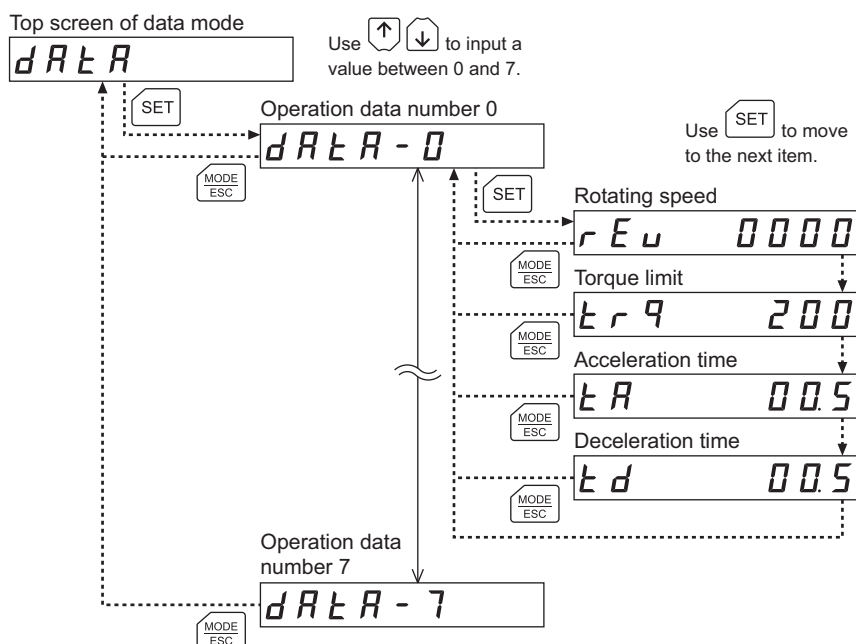 Top screen of data mode
dAtA
Use ↑ ↓ to input a
value between 0 and 7.
SET
Operation data number 0
dAtA-0
MODE
ESC
SET
Use SET to move
to the next item.
Rotating speed
rEv 0000
MODE
ESC
Torque limit
trq 200
MODE
ESC
Acceleration time
tA 00.5
MODE
ESC
Deceleration time
td 00.5
MODE
ESC
Operation data
number 7
dAtA-7
MODE
ESC